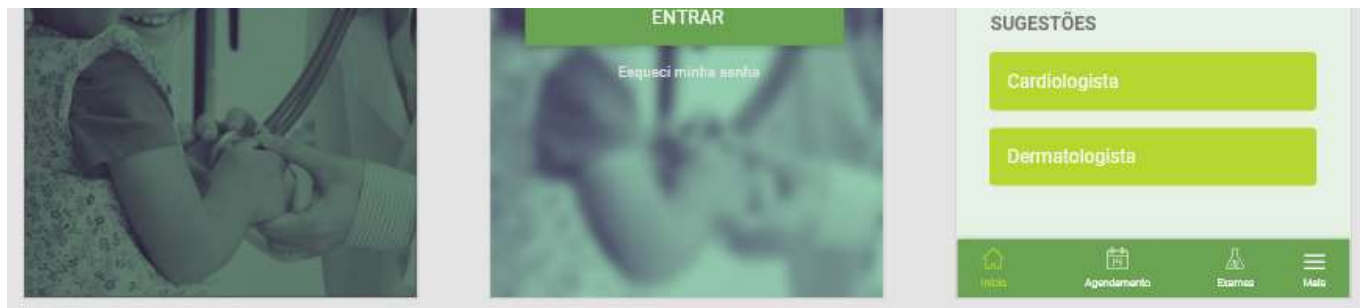 ENTRAR
Esqueci minha senha
SUGESTÕES
Cardiologista
Dermatologista
Início
Agendamento
Exames
Mais